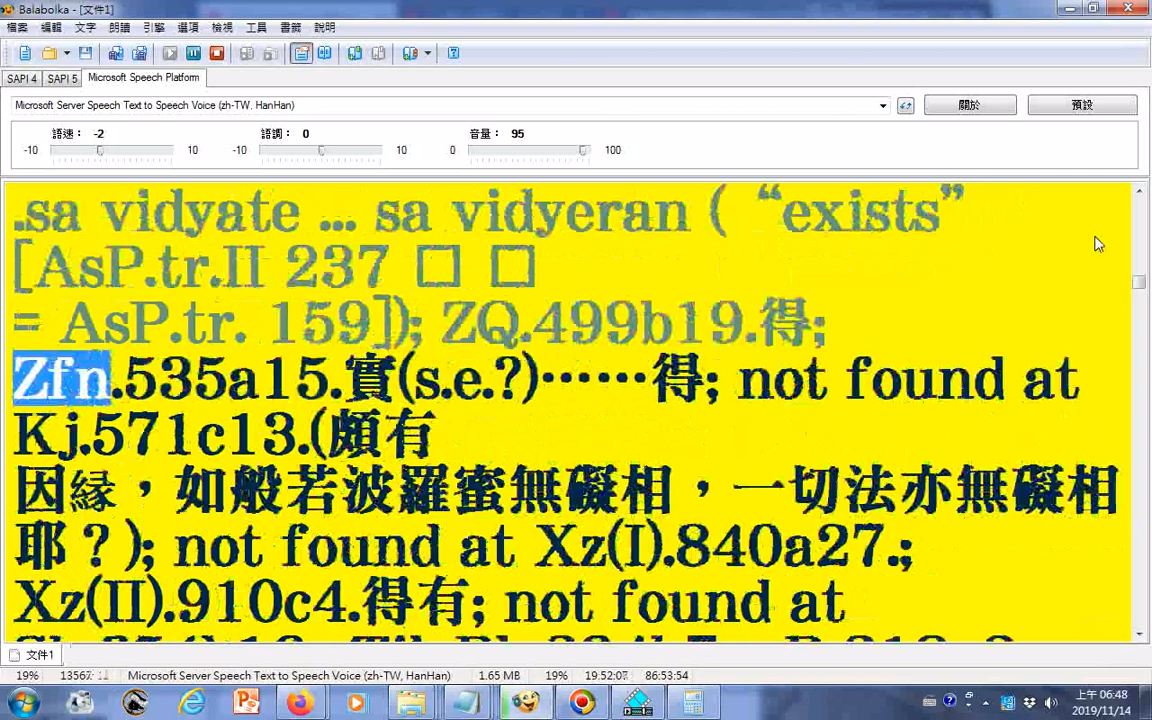 Balabolka - [文件1]
檔案 編輯 文字 朗讀 引擎 選項 檢視 工具 書籤 說明
SAPI 4 SAPI 5 Microsoft Speech Platform
Microsoft Server Speech Text to Speech Voice (zh-TW, HanHan) 關於 預設
語速： -2 語調： 0 音量： 95
-10 10 -10 10 0 100
.sa vidyate ... sa vidyeran (“exists”
[AsP.tr.II 237 □ □
= AsP.tr. 159]); ZQ.499b19.得;
Zfn.535a15.實(s.e.?)⋯⋯得; not found at
Kj.571c13.(頗有
因緣，如般若波羅蜜無礙相，一切法亦無礙相
耶？); not found at Xz(I).840a27.;
Xz(II).910c4.得有; not found at
文件1
19% Microsoft Server Speech Text to Speech Voice (zh-TW, HanHan) 1.65 MB 19% 19:52:07 86:53:54
上午 06:48
2019/11/14